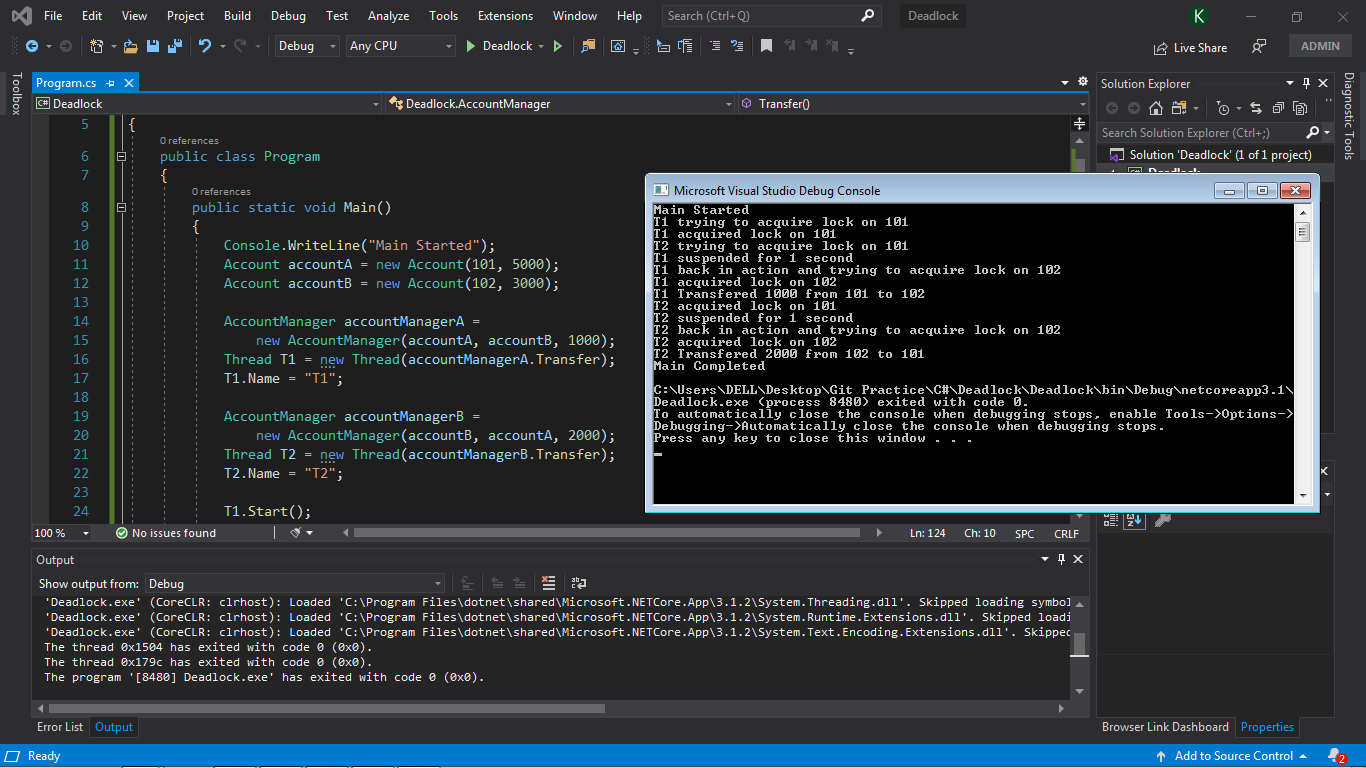 File Edit View Project Build Debug Test Analyze Tools Extensions Window Help Search (Ctrl+Q) Deadlock K
Debug Any CPU Deadlock Live Share ADMIN
Toolbox
Program.cs
Deadlock Deadlock.AccountManager Transfer()
5 {
0 references
6 public class Program
7 {
0 references
8 public static void Main()
9 {
10 Console.WriteLine("Main Started");
11 Account accountA = new Account(101, 5000);
12 Account accountB = new Account(102, 3000);
13
14 AccountManager accountManagerA =
15 new AccountManager(accountA, accountB, 1000);
16 Thread T1 = new Thread(accountManagerA.Transfer);
17 T1.Name = "T1";
18
19 AccountManager accountManagerB =
20 new AccountManager(accountB, accountA, 2000);
21 Thread T2 = new Thread(accountManagerB.Transfer);
22 T2.Name = "T2";
23
24 T1.Start();
100 % No issues found Ln: 124 Ch: 10 SPC CRLF
Solution Explorer
Search Solution Explorer (Ctrl+;)
Solution 'Deadlock' (1 of 1 project)
Deadlock
Diagnostic Tools
Microsoft Visual Studio Debug Console
Main Started
T1 trying to acquire lock on 101
T1 acquired lock on 101
T2 trying to acquire lock on 101
T1 suspended for 1 second
T1 back in action and trying to acquire lock on 102
T1 acquired lock on 102
T1 Transfered 1000 from 101 to 102
T2 acquired lock on 101
T2 suspended for 1 second
T2 back in action and trying to acquire lock on 102
T2 acquired lock on 102
T2 Transfered 2000 from 102 to 101
Main Completed
C:\Users\DELL\Desktop\Git Practice\C#\Deadlock\Deadlock\bin\Debug\netcoreapp3.1\
Deadlock.exe (process 8480) exited with code 0.
To automatically close the console when debugging stops, enable Tools->Options->
Debugging->Automatically close the console when debugging stops.
Press any key to close this window . . .
Output
Show output from: Debug
'Deadlock.exe' (CoreCLR: clrhost): Loaded 'C:\Program Files\dotnet\shared\Microsoft.NETCore.App\3.1.2\System.Threading.dll'. Skipped loading symbol
'Deadlock.exe' (CoreCLR: clrhost): Loaded 'C:\Program Files\dotnet\shared\Microsoft.NETCore.App\3.1.2\System.Runtime.Extensions.dll'. Skipped loadi
'Deadlock.exe' (CoreCLR: clrhost): Loaded 'C:\Program Files\dotnet\shared\Microsoft.NETCore.App\3.1.2\System.Text.Encoding.Extensions.dll'. Skipped
The thread 0x1504 has exited with code 0 (0x0).
The thread 0x179c has exited with code 0 (0x0).
The program '[8480] Deadlock.exe' has exited with code 0 (0x0).
Error List Output
Browser Link Dashboard Properties
Ready Add to Source Control 2